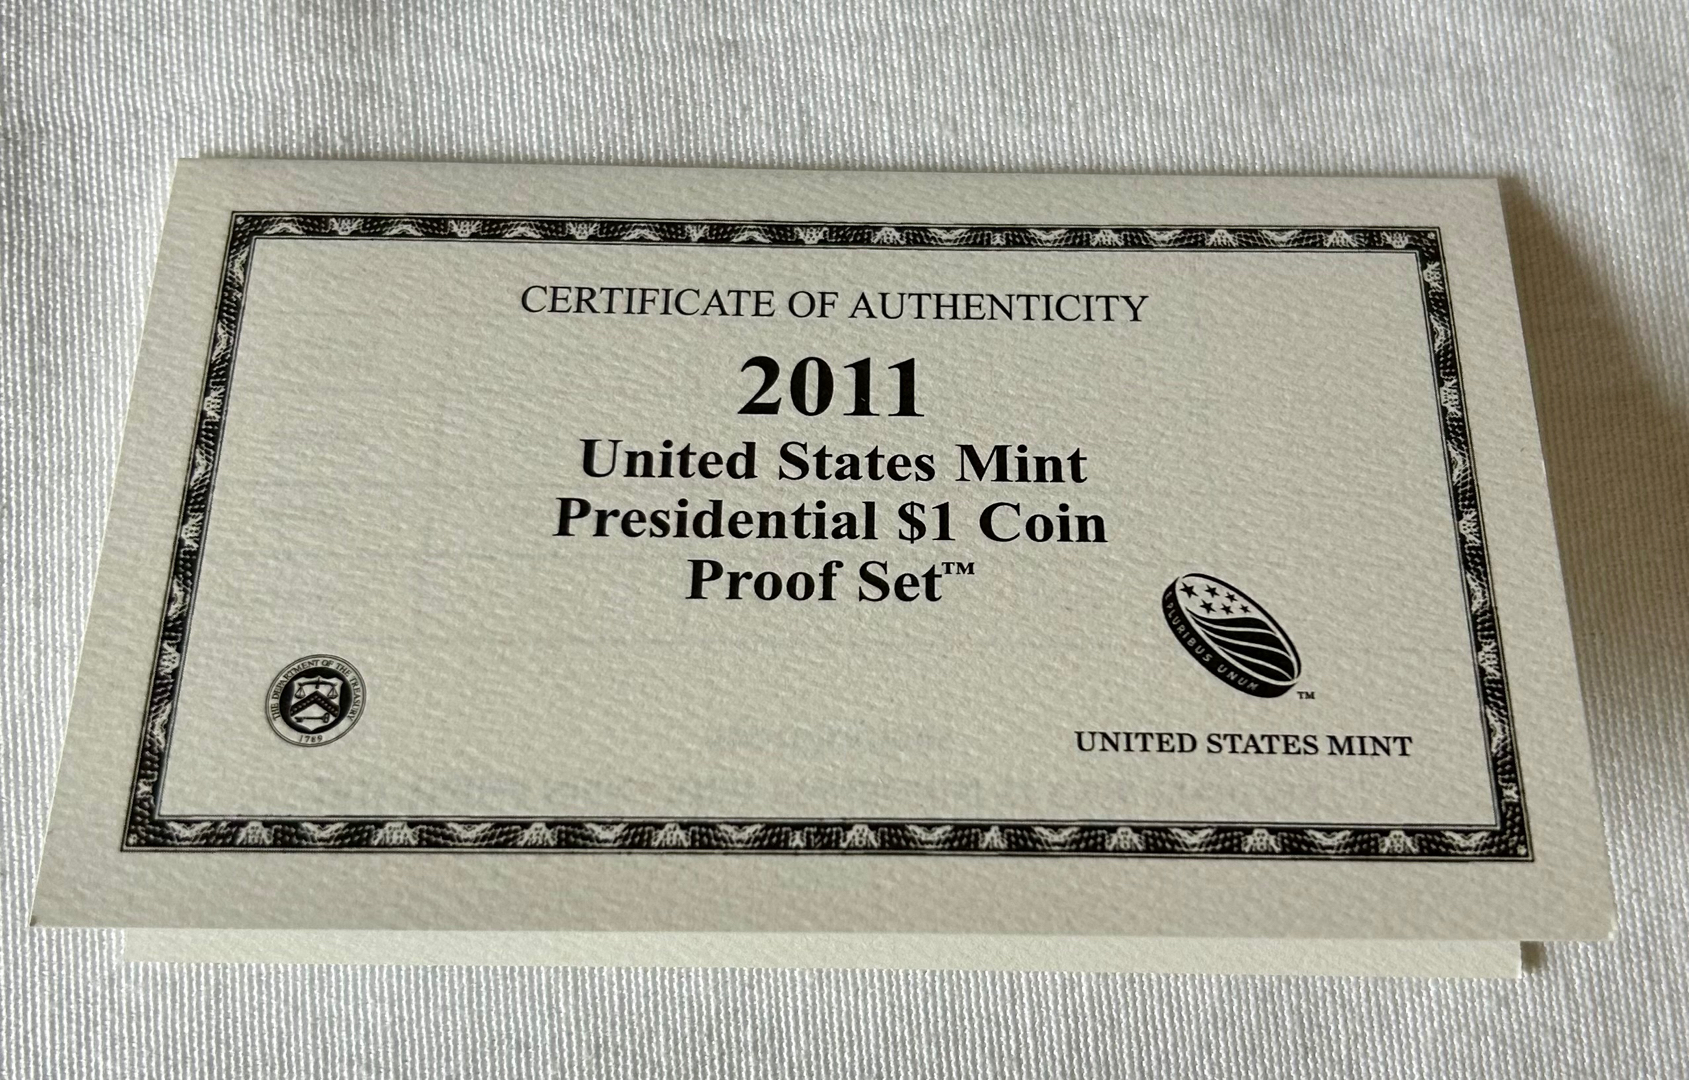 CERTIFICATE OF AUTHENTICITY
2011
United States Mint
Presidential $1 Coin
Proof Set™
THE DEPARTMENT OF THE TREASURY
1789
PLURIBUS UNUM
TM
UNITED STATES MINT